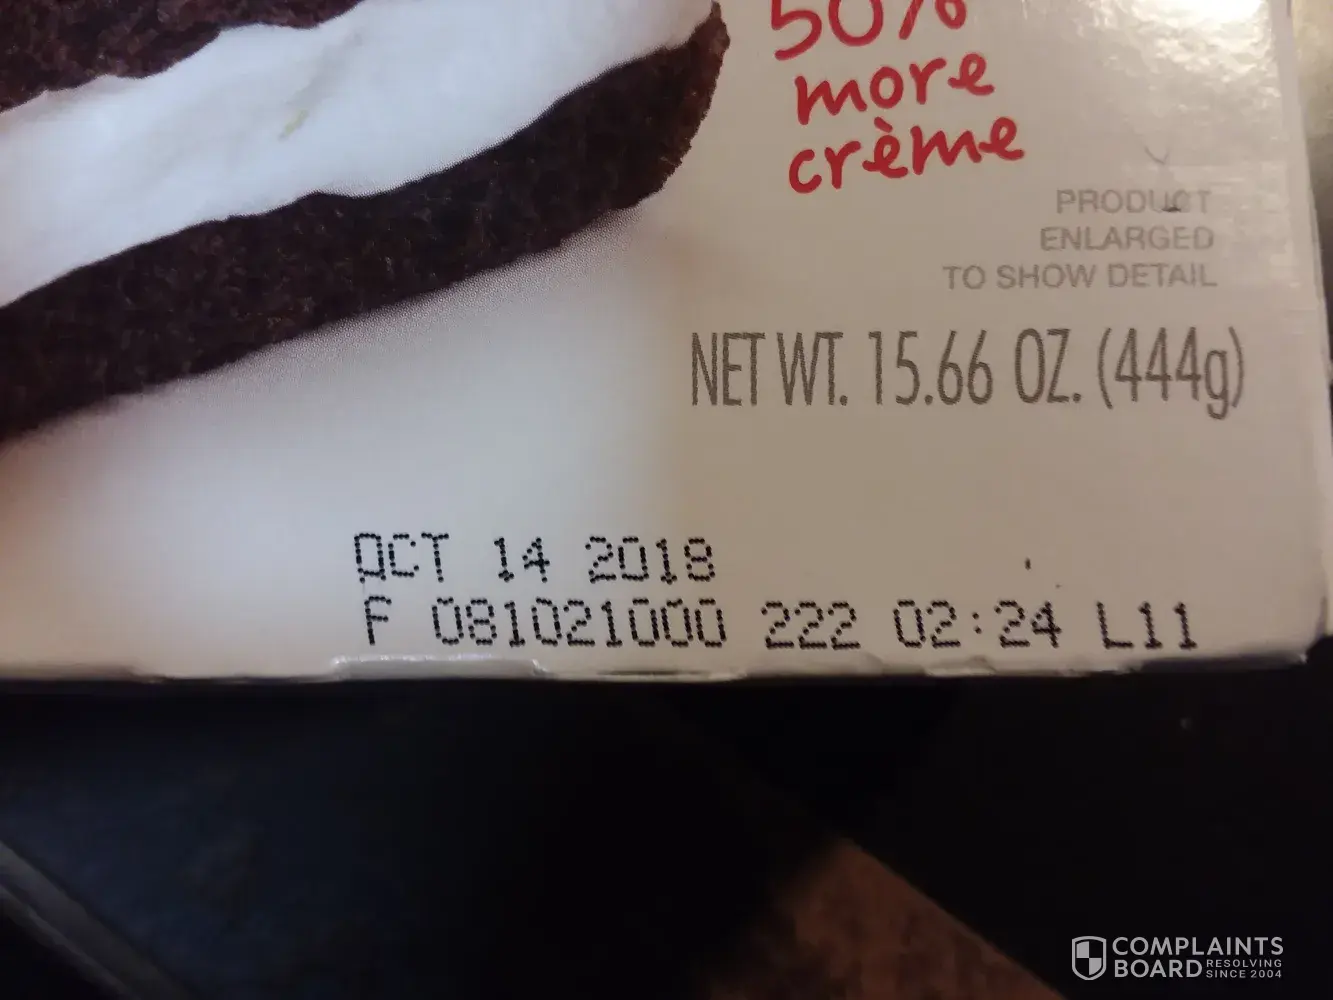 50%
more
crème
PRODUCT
ENLARGED
TO SHOW DETAIL
NET WT. 15.66 OZ. (444g)
OCT 14 2018
F 081021000 222 02:24 L11
COMPLAINTS
BOARD RESOLVING
SINCE 2004